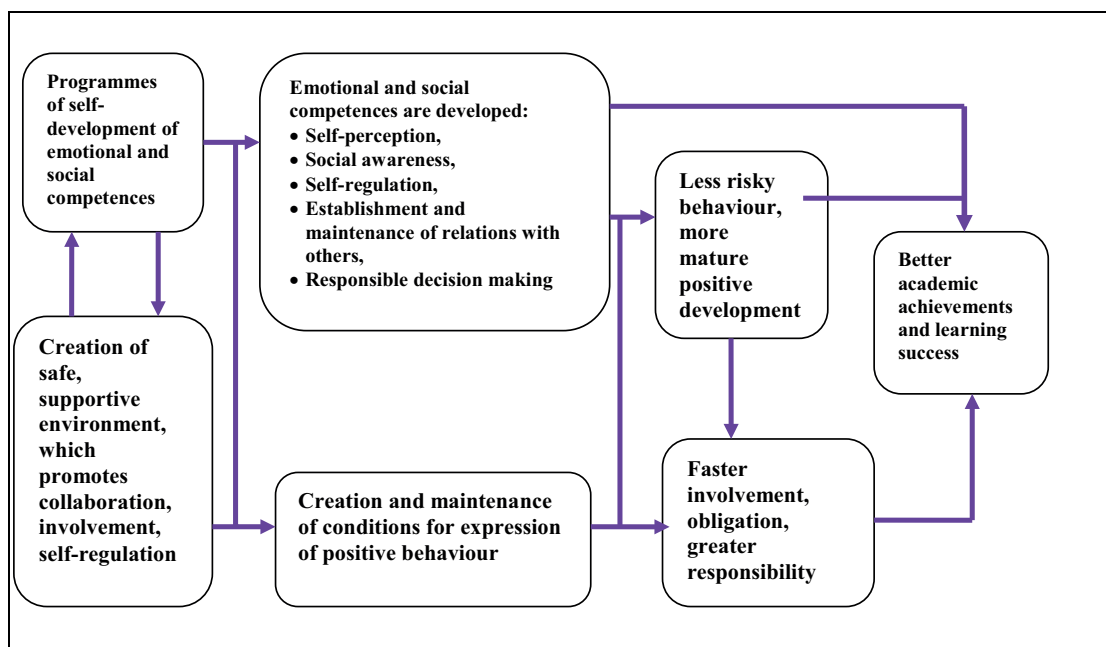 Programmes
of self-
development of
emotional and
social
competences
Emotional and social
competences are developed:
• Self-perception,
• Social awareness,
• Self-regulation,
• Establishment and
maintenance of relations with
others,
• Responsible decision making
Less risky
behaviour,
more
mature
positive
development
Better
academic
achievements
and learning
success
Creation of
safe,
supportive
environment,
which
promotes
collaboration,
involvement,
self-regulation
Creation and maintenance
of conditions for expression
of positive behaviour
Faster
involvement,
obligation,
greater
responsibility